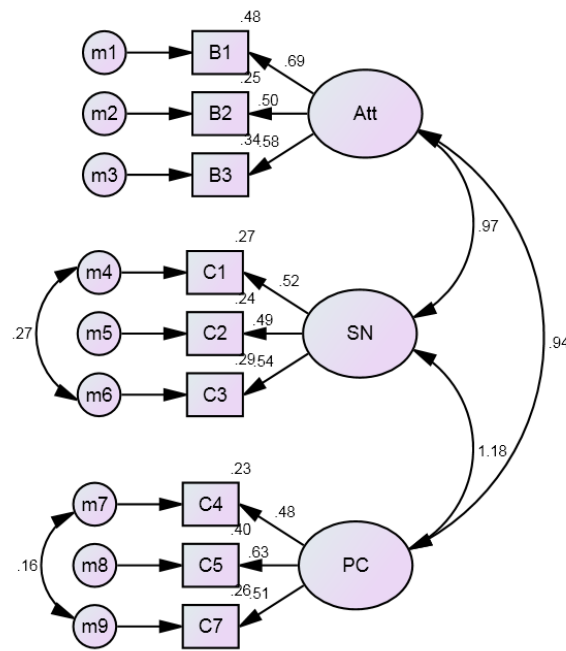 .48
m1 B1 .69
.25
m2 B2 .50 Att
.34 .58
m3 B3
.97
.27
m4 C1 .52
.24
.27 m5 C2 .49 SN .94
.29 .54
m6 C3
1.18
.23
m7 C4 .48
.40
.16 m8 C5 .63 PC
.26 .51
m9 C7